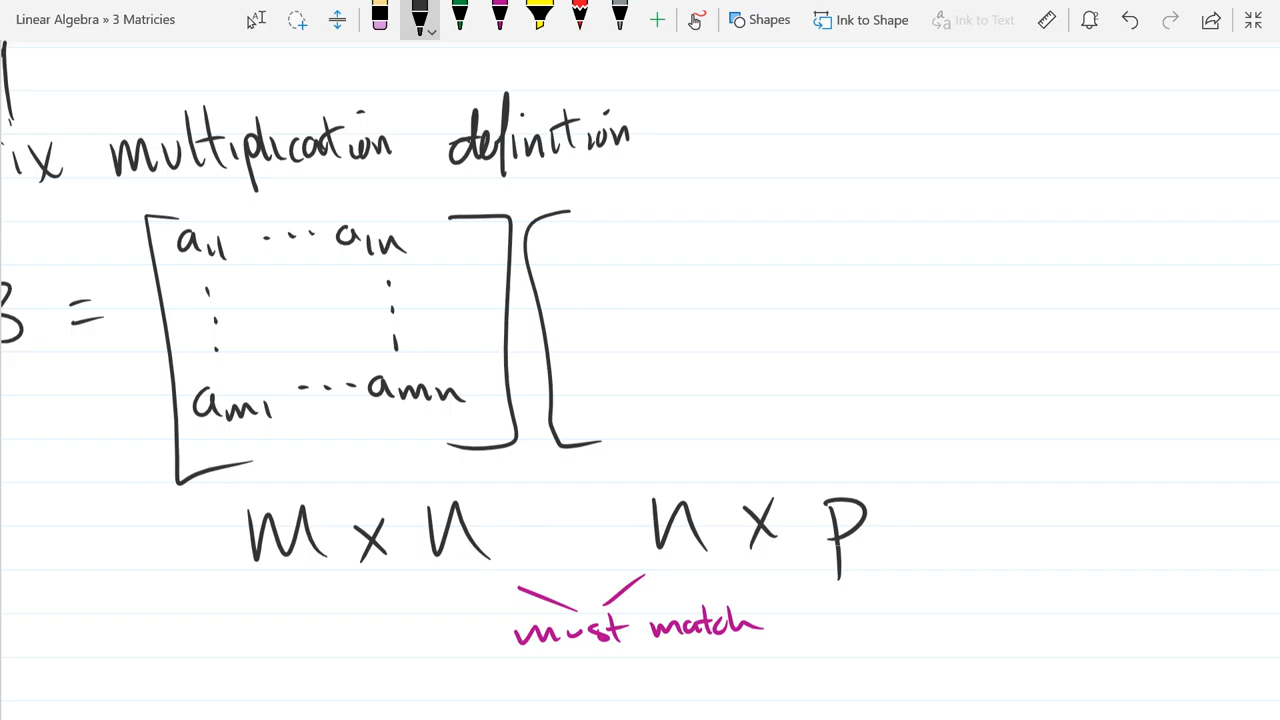 Linear Algebra » 3 Matricies
Shapes
Ink to Shape
Ink to Text
ix multiplication definition
a11 ··· a1n
B =
am1 ··· amn
m x n
n x p
must match